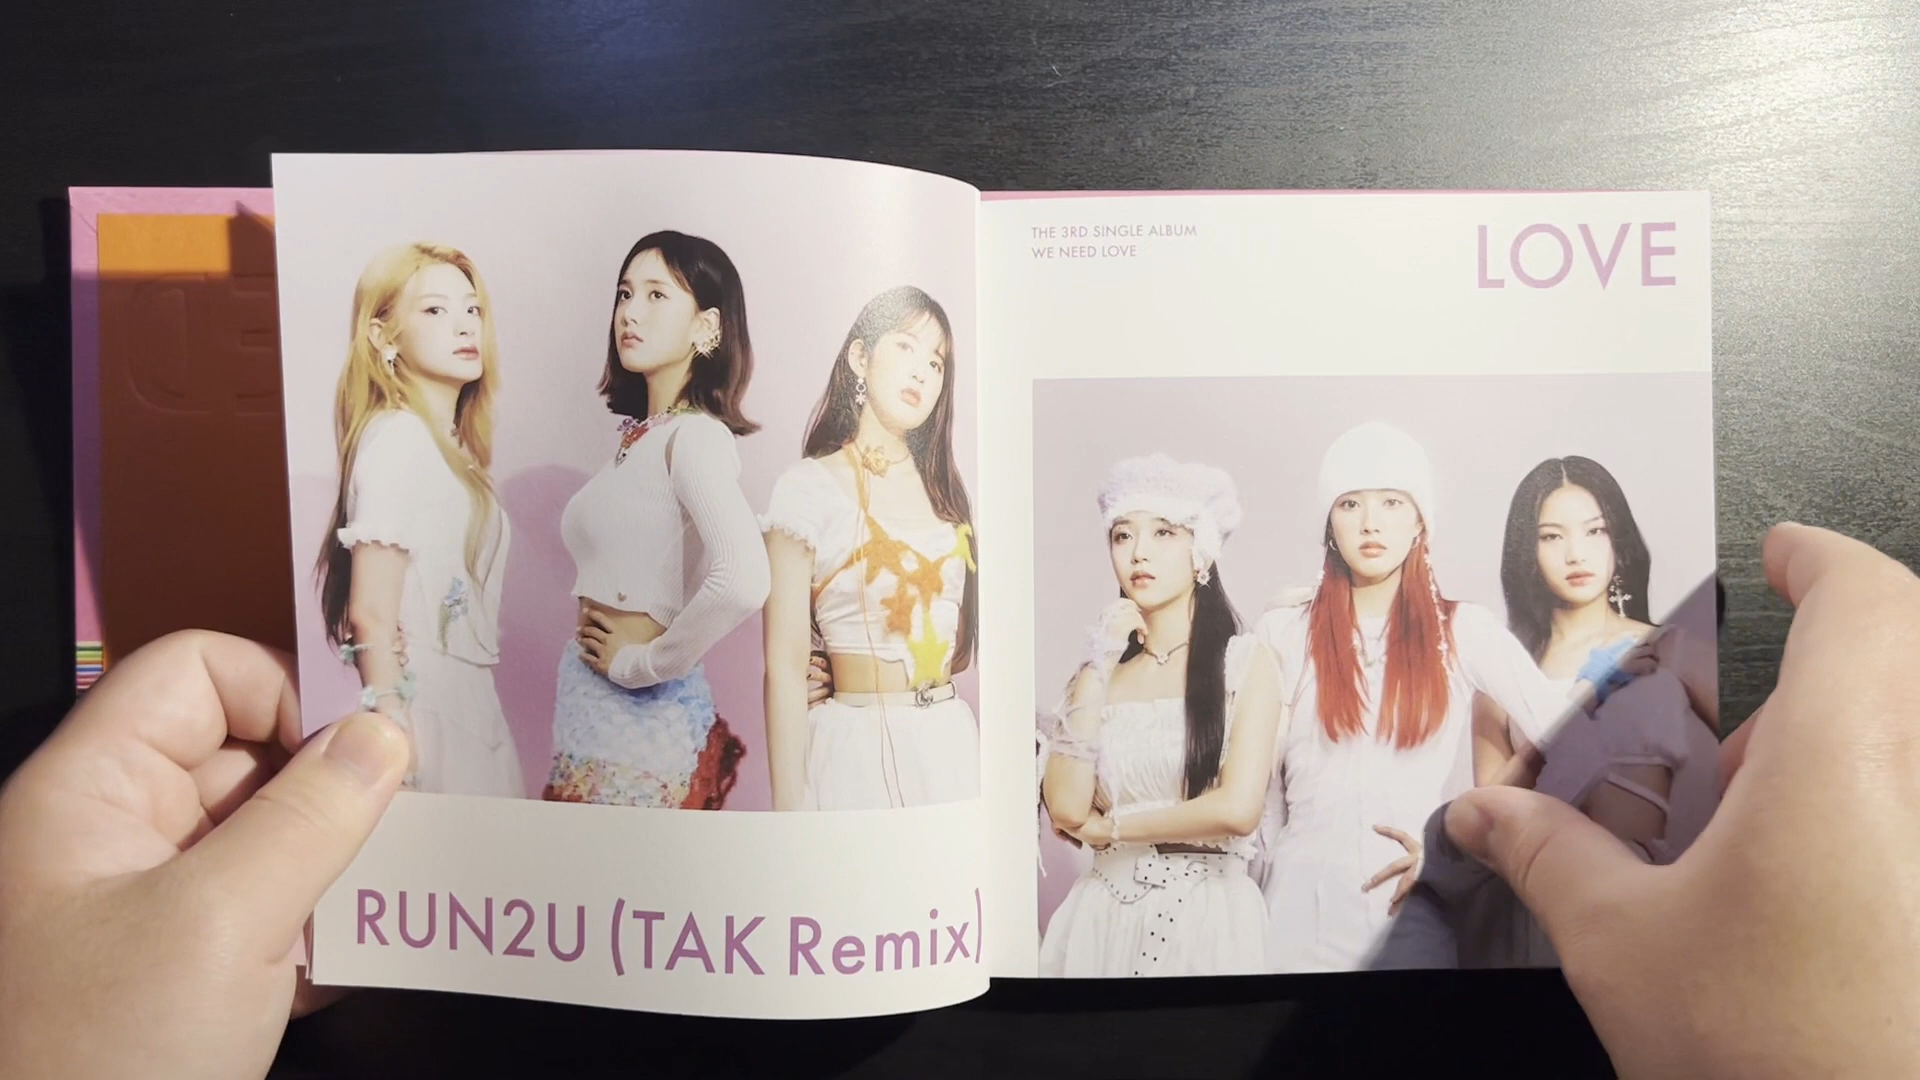 RUN2U (TAK Remix)
THE 3RD SINGLE ALBUM
WE NEED LOVE
LOVE